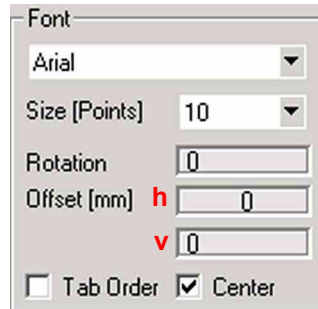 Font
Arial
Size [Points] 10
Rotation 0
Offset [mm] h 0
v 0
Tab Order Center